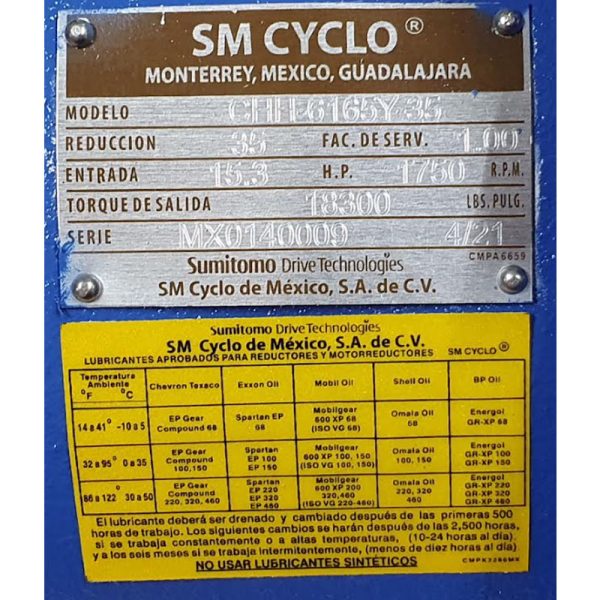 SM CYCLO®
MONTERREY, MEXICO, GUADALAJARA
MODELO CHH-6165Y-35
REDUCCION 35 FAC. DE SERV. 1.00
ENTRADA 15.3 H.P. 1750 R.P.M.
TORQUE DE SALIDA 18300 LBS. PULG.
SERIE MX0140009 4/21
CMPA6659
Sumitomo Drive Technologies
SM Cyclo de México, S.A. de C.V.
Sumitomo Drive Technologies
SM Cyclo de México, S.A. de C.V.
LUBRICANTES APROBADOS PARA REDUCTORES Y MOTORREDUCTORES SM CYCLO®
Temperatura Ambiente °F °C Chevron Texaco Exxon Oil Mobil Oil Shell Oil BP Oil
14 a 41° -10 a 5 EP Gear Compound 68 Spartan EP 68 Mobilgear 600 XP 68 (ISO VG 68) Omala Oil 68 Energol GR-XP 68
32 a 95° 0 a 35 EP Gear Compound 100,150 Spartan EP 100 EP 150 Mobilgear 600 XP 100, 150 (ISO VG 100, 150) Omala Oil 100, 150 Energol GR-XP 100 GR-XP 150
86 a 122° 30 a 50 EP Gear Compound 220, 320, 460 Spartan EP 220 EP 320 EP 460 Mobilgear 600 XP 200 320,460 (ISO VG 220-460) Omala Oil 220, 320 460 Energol GR-XP 220 GR-XP 320 GR-XP 460
El lubricante deberá ser drenado y cambiado después de las primeras 500
horas de trabajo. Los siguientes cambios se harán después de las 2,500 horas,
si se trabaja constantemente o a altas temperaturas, (10-24 horas al día)
y a los seis meses si se trabaja intermitentemente, (menos de diez horas al día)
NO USAR LUBRICANTES SINTÉTICOS